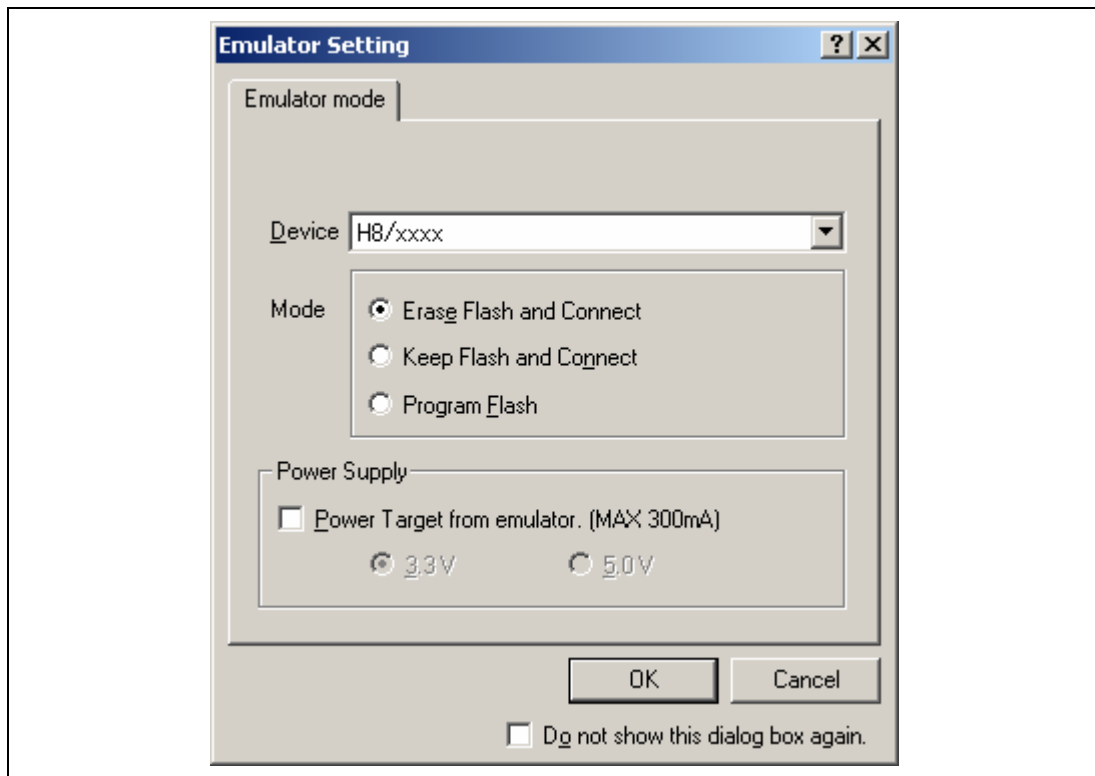 Emulator Setting
Emulator mode
Device H8/xxxx
Mode
Erase Flash and Connect
Keep Flash and Connect
Program Flash
Power Supply
Power Target from emulator. (MAX 300mA)
3.3V 5.0V
OK Cancel
Do not show this dialog box again.